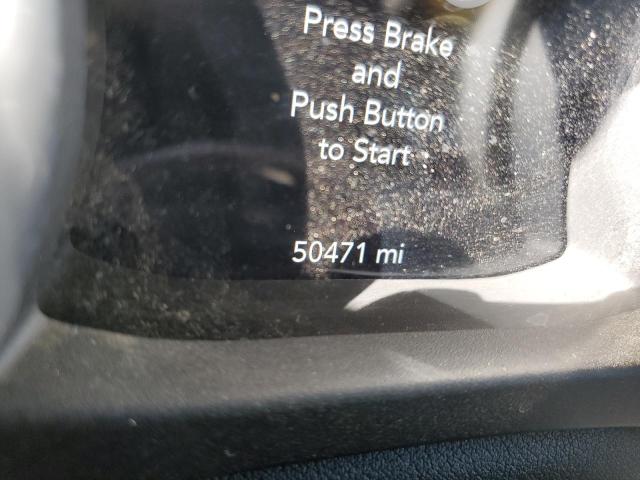 Press Brake
and
Push Button
to Start
50471 mi